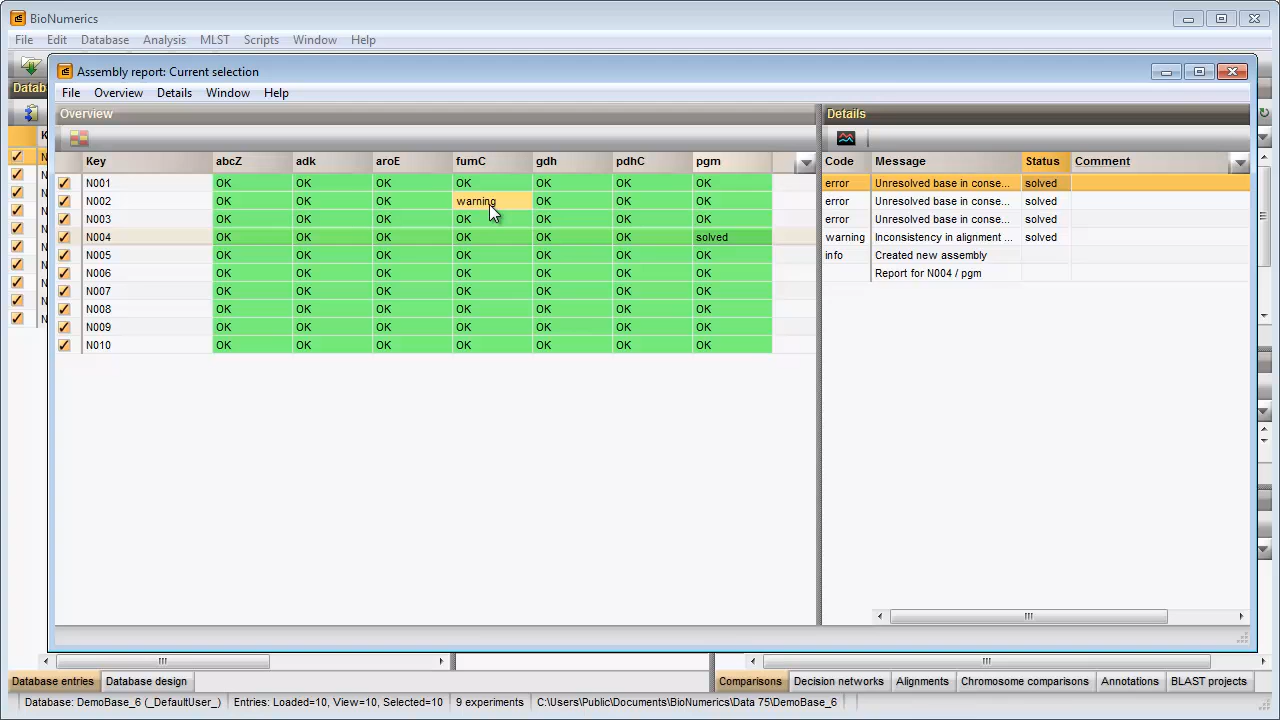 BioNumerics
File Edit Database Analysis MLST Scripts Window Help
Datab
Assembly report: Current selection
File Overview Details Window Help
Overview
Details
Key abcZ adk aroE fumC gdh pdhC pgm
N001 OK OK OK OK OK OK OK
N002 OK OK OK warning OK OK OK
N003 OK OK OK OK OK OK OK
N004 OK OK OK OK OK OK solved
N005 OK OK OK OK OK OK OK
N006 OK OK OK OK OK OK OK
N007 OK OK OK OK OK OK OK
N008 OK OK OK OK OK OK OK
N009 OK OK OK OK OK OK OK
N010 OK OK OK OK OK OK OK
Code Message Status Comment
error Unresolved base in conse... solved
error Unresolved base in conse... solved
error Unresolved base in conse... solved
warning Inconsistency in alignment ... solved
info Created new assembly
Report for N004 / pgm
Database entries Database design
Comparisons Decision networks Alignments Chromosome comparisons Annotations BLAST projects
Database: DemoBase_6 (_DefaultUser_) Entries: Loaded=10, View=10, Selected=10 9 experiments C:\Users\Public\Documents\BioNumerics\Data 75\DemoBase_6